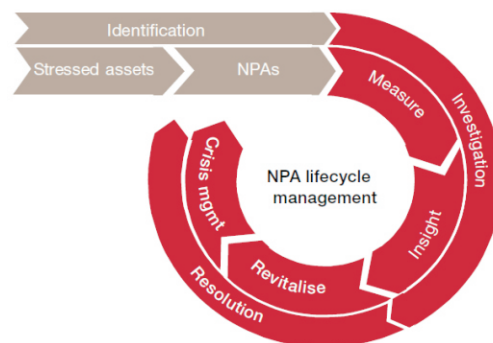 Identification
Stressed assets
NPAs
Measure
Investigation
Insight
NPA lifecycle
management
Crisis mgmt
Revitalise
Resolution